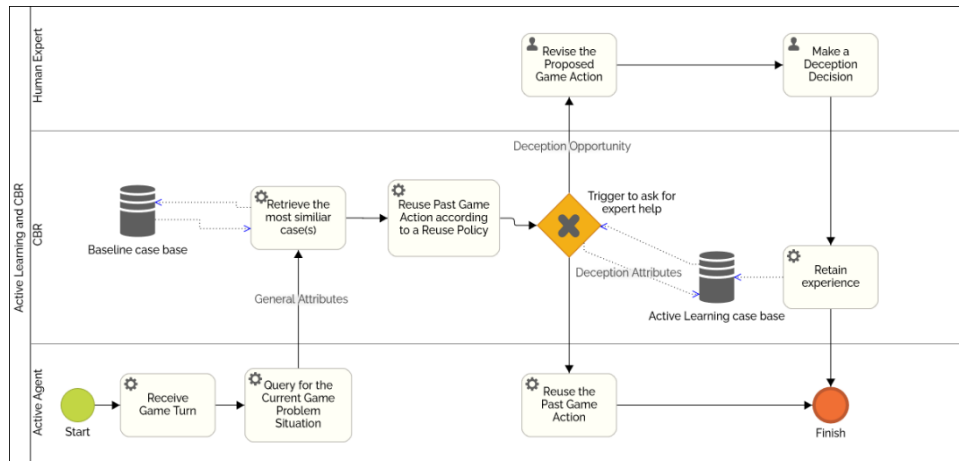 Active Learning and CBR
Human Expert
Revise the
Proposed
Game Action
Make a
Deception
Decision
CBR
Deception Opportunity
Baseline case base
Retrieve the
most similiar
case(s)
Reuse Past Game
Action according
to a Reuse Policy
Trigger to ask for
expert help
Deception Attributes
Active Learning case base
Retain
experience
General Attributes
Active Agent
Start
Receive
Game Turn
Query for the
Current Game
Problem
Situation
Reuse the
Past Game
Action
Finish